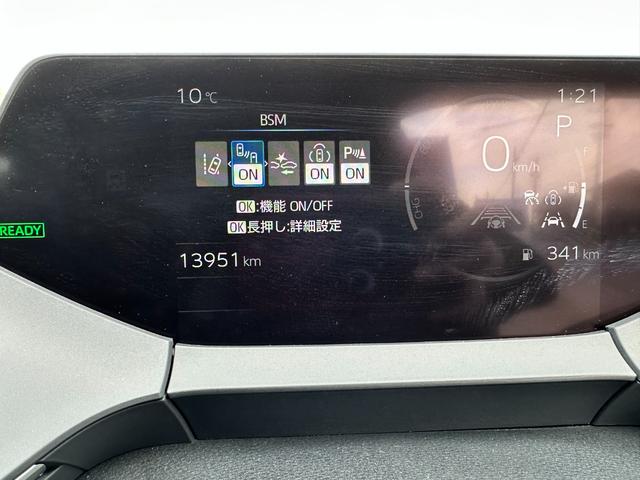 10℃
1:21
BSM
P
0 km/h
F
ON
ON
P ON
OK:機能 ON/OFF
OK長押し:詳細設定
E
READY
13951 km
341 km